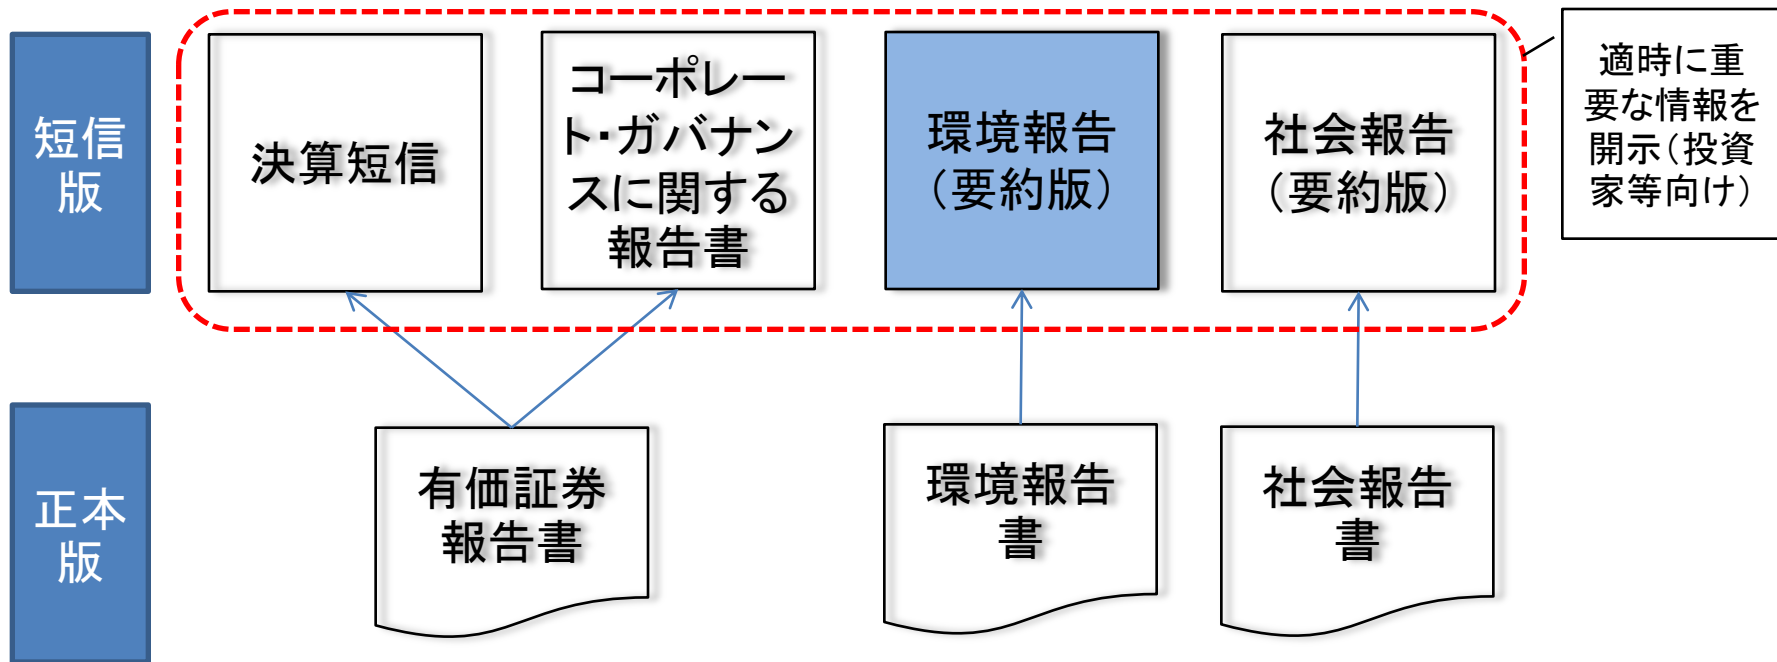 短信
版
決算短信
コーポレー
ト・ガバナン
スに関する
報告書
環境報告
（要約版）
社会報告
（要約版）
適時に重
要な情報を
開示（投資
家等向け）
正本
版
有価証券
報告書
環境報告
書
社会報告
書